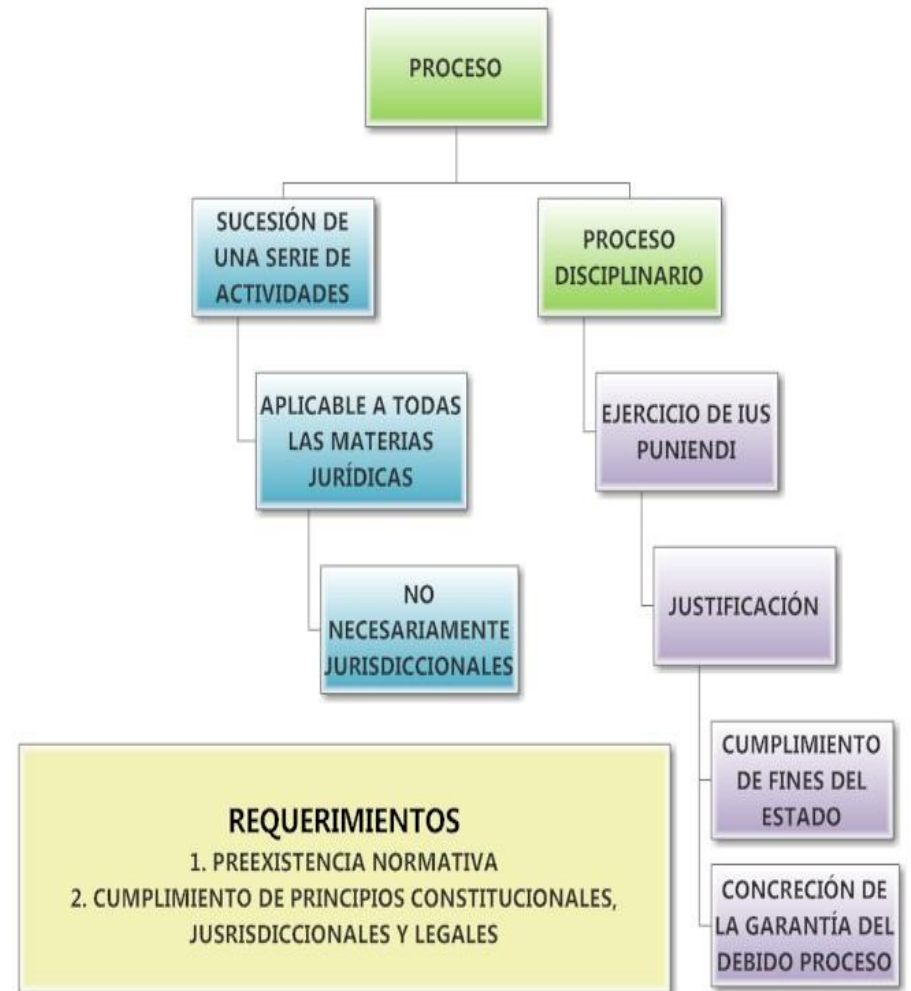 PROCESO
SUCESIÓN DE
UNA SERIE DE
ACTIVIDADES
PROCESO
DISCIPLINARIO
APLICABLE A TODAS
LAS MATERIAS
JURÍDICAS
EJERCICIO DE IUS
PUNIENDI
NO
NECESARIAMENTE
JURISDICCIONALES
JUSTIFICACIÓN
CUMPLIMIENTO
DE FINES DEL
ESTADO
CONCRECIÓN DE
LA GARANTÍA DEL
DEBIDO PROCESO
REQUERIMIENTOS
1. PREEXISTENCIA NORMATIVA
2. CUMPLIMIENTO DE PRINCIPIOS CONSTITUCIONALES,
JUSRISDICCIONALES Y LEGALES